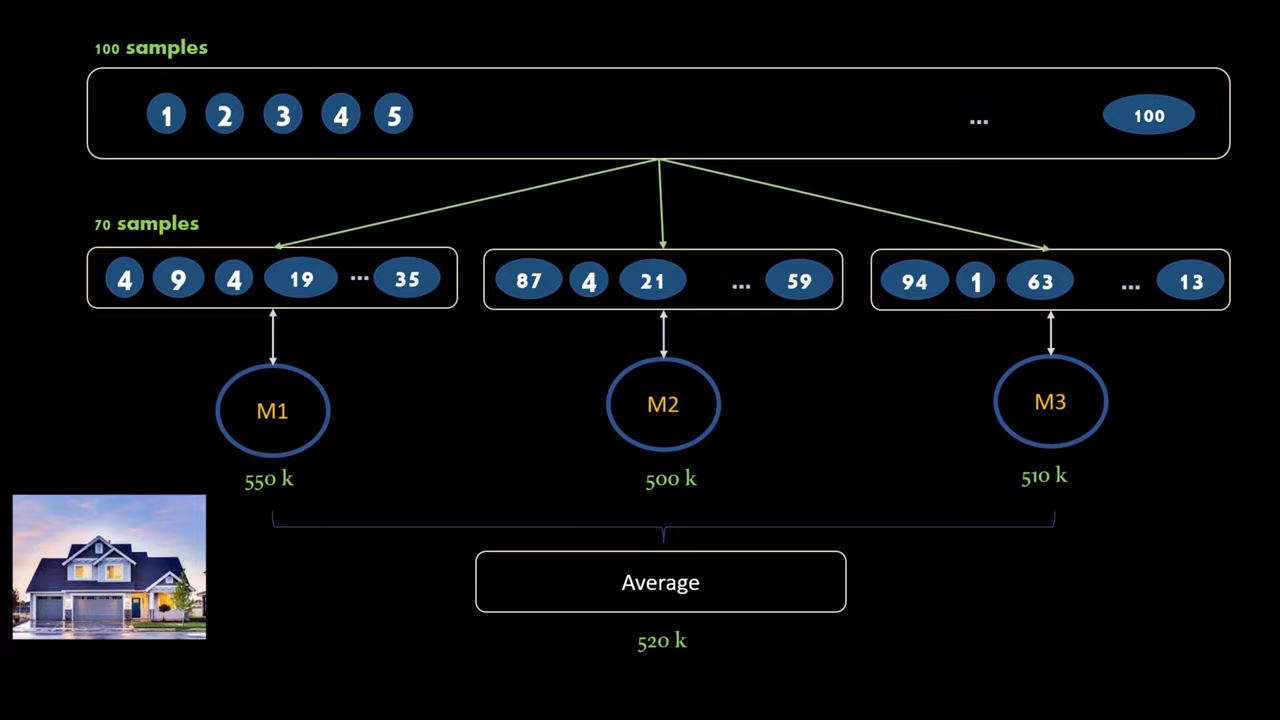 100 samples
1 2 3 4 5 ... 100
70 samples
4 9 4 19 ... 35
87 4 21 ... 59
94 1 63 ... 13
M1
M2
M3
550 k
500 k
510 k
Average
520 k